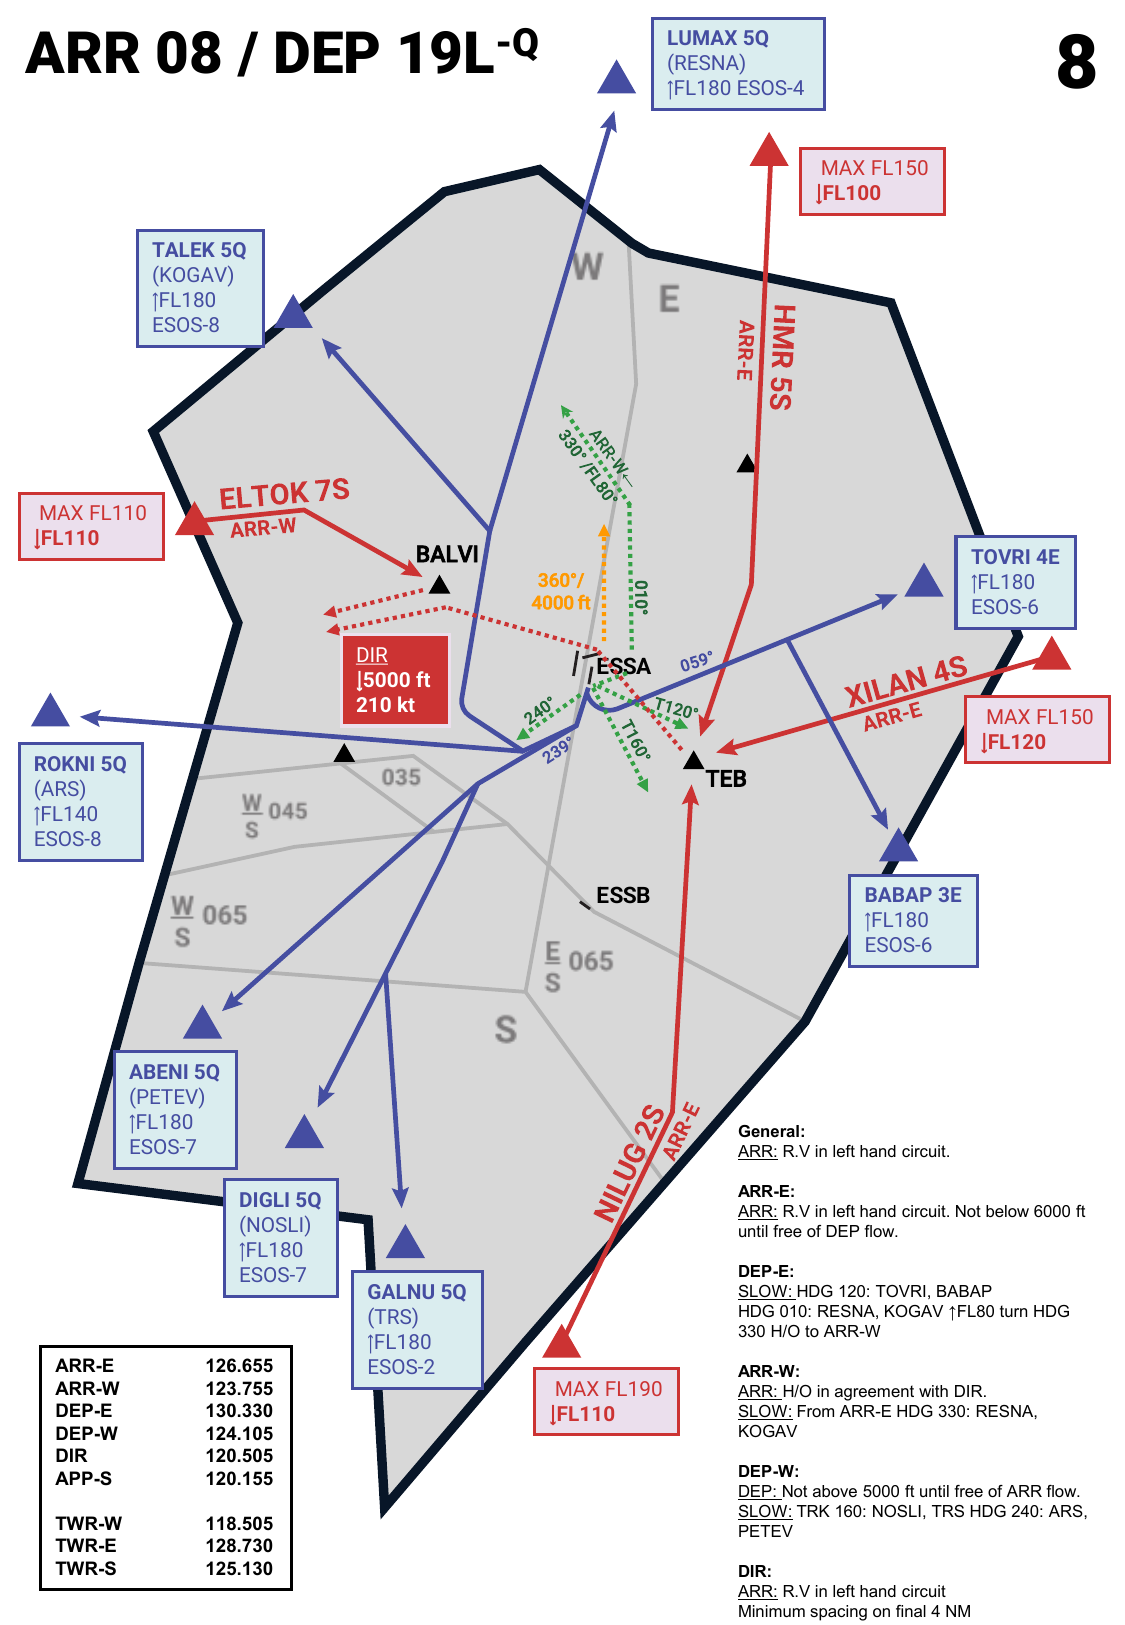 ARR 08 / DEP 19L-Q
8
LUMAX 5Q
(RESNA)
↑FL180 ESOS-4
MAX FL150
↓FL100
TALEK 5Q
(KOGAV)
↑FL180
ESOS-8
W
E
HMR 5S
ARR-E
ARR-W←
330° /FL80°
MAX FL110
↓FL110
ELTOK 7S
ARR-W
BALVI
360°/
4000 ft
010°
TOVRI 4E
↑FL180
ESOS-6
DIR
↓5000 ft
210 kt
ESSA
059°
XILAN 4S
ARR-E
MAX FL150
↓FL120
240°
239°
T120°
T160°
TEB
ROKNI 5Q
(ARS)
↑FL140
ESOS-8
035
W
S
045
W
S
065
ESSB
E
S
065
S
BABAP 3E
↑FL180
ESOS-6
ABENI 5Q
(PETEV)
↑FL180
ESOS-7
DIGLI 5Q
(NOSLI)
↑FL180
ESOS-7
GALNU 5Q
(TRS)
↑FL180
ESOS-2
NILUG 2S
ARR-E
MAX FL190
↓FL110
General:
ARR: R.V in left hand circuit.
ARR-E:
ARR: R.V in left hand circuit. Not below 6000 ft
until free of DEP flow.
DEP-E:
SLOW: HDG 120: TOVRI, BABAP
HDG 010: RESNA, KOGAV ↑FL80 turn HDG
330 H/O to ARR-W
ARR-W:
ARR: H/O in agreement with DIR.
SLOW: From ARR-E HDG 330: RESNA,
KOGAV
DEP-W:
DEP: Not above 5000 ft until free of ARR flow.
SLOW: TRK 160: NOSLI, TRS HDG 240: ARS,
PETEV
DIR:
ARR: R.V in left hand circuit
Minimum spacing on final 4 NM
ARR-E 126.655
ARR-W 123.755
DEP-E 130.330
DEP-W 124.105
DIR 120.505
APP-S 120.155
TWR-W 118.505
TWR-E 128.730
TWR-S 125.130